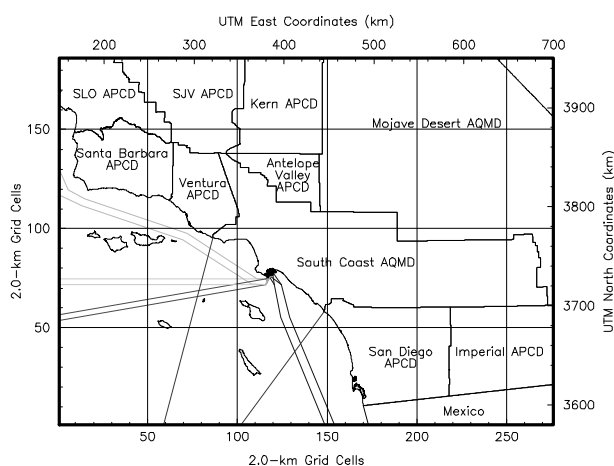 UTM East Coordinates (km)
200 300 400 500 600 700
SLO APCD
SJV APCD
Kern APCD
Mojave Desert AQMD
Santa Barbara
APCD
Ventura
APCD
Antelope
Valley
APCD
South Coast AQMD
San Diego
APCD
Imperial APCD
Mexico
150
100
50
2.0-km Grid Cells
3900
3800
3700
3600
UTM North Coordinates (km)
50 100 150 200 250
2.0-km Grid Cells